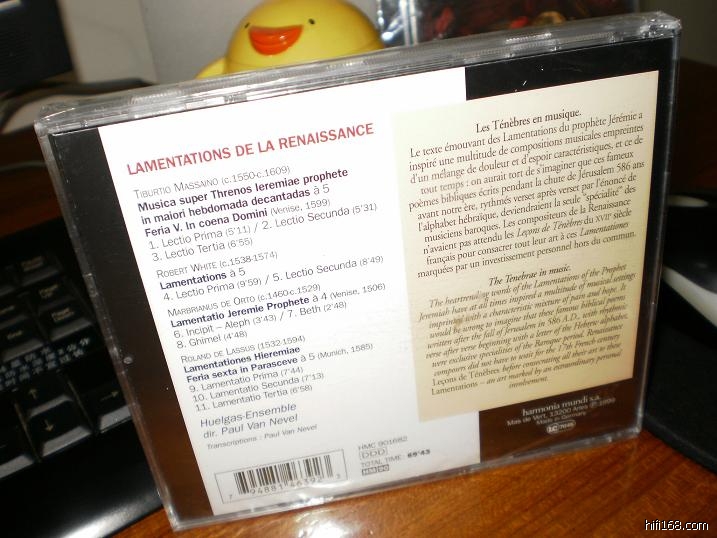 LAMENTATIONS DE LA RENAISSANCE
TIBURTIO MASSAINO (c.1550-c.1609)
Musica super Threnos Ieremiae prophete
in maiori hebdomada decantadas à 5
Feria V. In coena Domini (Venise, 1599)
1. Lectio Prima (5'11) / 2. Lectio Secunda (5'31)
3. Lectio Tertia (6'55)
ROBERT WHITE (c.1538-1574)
Lamentations à 5
4. Lectio Prima (9'59) / 5. Lectio Secunda (8'49)
MARBRIANUS DE ORTO (c.1460-c.1529)
Lamentatio Jeremie Prophete à 4 (Venise, 1506)
6. Incipit - Aleph (3'43) / 7. Beth (2'48)
8. Ghimel (4'48)
ROLAND DE LASSUS (1532-1594)
Lamentationes Hieremiae
Feria sexta in Parasceve à 5 (Munich, 1585)
9. Lamentatio Prima (7'44)
10. Lamentatio Secunda (7'13)
11. Lamentatio Tertia (6'58)
Huelgas-Ensemble
dir. Paul Van Nevel
Transcriptions : Paul Van Nevel
HMC 901682
DDD
TOTAL TIME: 69'43
HM 90
7 94881 46392 3
Les Ténèbres en musique.
Le texte émouvant des Lamentations du prophète Jérémie a
inspiré une multitude de compositions musicales empreintes
d'un mélange de douleur et d'espoir caractéristiques, et ce de
tout temps : on aurait tort de s'imaginer que ces fameux
poèmes bibliques écrits pendant la chute de Jérusalem 586 ans
avant notre ère, rythmés verset après verset par l'énoncé de
l'alphabet hébraïque, deviendraient la seule "spécialité" des
musiciens baroques. Les compositeurs de la Renaissance
n'avaient pas attendu les Leçons de Ténèbres du XVIIe siècle
français pour consacrer tout leur art à ces Lamentations
marquées par un investissement personnel hors du commun.
The Tenebrae in music.
The heartrending words of the Lamentations of the Prophet
Jeremiah have at all times inspired a multitude of musical settings
imprinted with a characteristic mixture of pain and hope. It
would be wrong to imagine that these famous biblical poems
written after the fall of Jerusalem in 586 A.D., with rhythms
verse after verse beginning with a letter of the Hebrew alphabet,
were exclusive specialities of the Baroque period. Renaissance
composers did not have to wait for the 17th French century
Leçons de Ténèbres before consecrating all their art to these
Lamentations – an art marked by an extraordinary personal
involvement.
harmonia mundi s.a.
Mas de Vert, 13200 Arles ℗ 1999
Made in Germany
LC 7045
hifi168.com